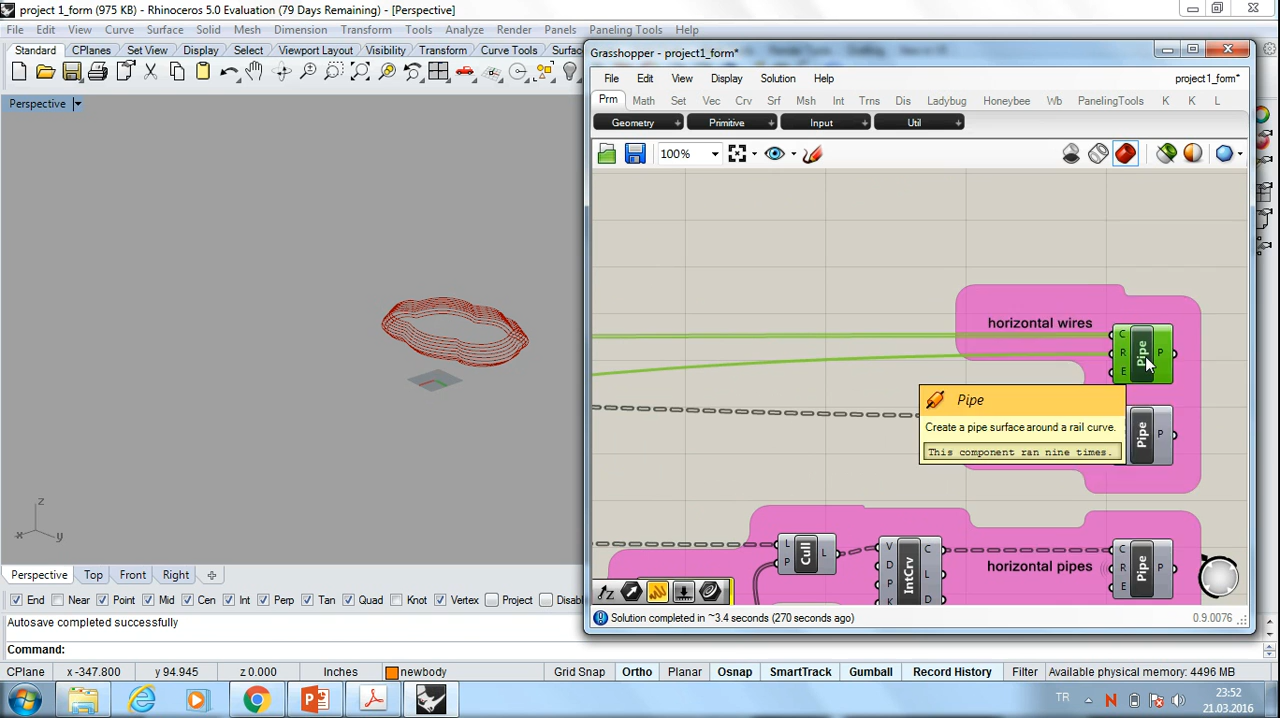 project 1_form (975 KB) - Rhinoceros 5.0 Evaluation (79 Days Remaining) - [Perspective]
File Edit View Curve Surface Solid Mesh Dimension Transform Tools Analyze Render Panels Paneling Tools Help
Standard CPlanes Set View Display Select Viewport Layout Visibility Transform Curve Tools Surfac
Perspective
Grasshopper - project1_form*
File Edit View Display Solution Help project1_form*
Prm Math Set Vec Crv Srf Msh Int Trns Dis Ladybug Honeybee Wb PanelingTools K K L
Geometry Primitive Input Util
100%
horizontal wires
C
R
E
Pipe
P
Pipe
Create a pipe surface around a rail curve.
This component ran nine times.
Pipe
P
L
P
Cull
L
V
D
P
K
IntCrv
C
L
D
horizontal pipes
C
R
E
Pipe
P
Solution completed in ~3.4 seconds (270 seconds ago) 0.9.0076
z
x
y
Perspective Top Front Right
End Near Point Mid Cen Int Perp Tan Quad Knot Vertex Project Disable
Autosave completed successfully
Command:
CPlane x -347.800 y 94.945 z 0.000 Inches newbody Grid Snap Ortho Planar Osnap SmartTrack Gumball Record History Filter Available physical memory: 4496 MB
TR
23:52
21.03.2016